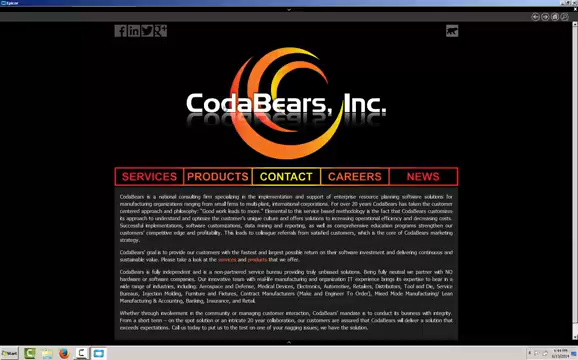 Epicor
CodaBears, Inc.
SERVICES PRODUCTS CONTACT CAREERS NEWS
CodaBears is a national consulting firm specializing in the implementation and support of enterprise resource planning software solutions for
manufacturing organizations ranging from small firms to multi-plant, international corporations. For over 20 years CodaBears has taken the customer
centered approach and philosophy: "Good work leads to more." Elemental to this service based methodology is the fact that CodaBears customizes
its approach to understand and optimize the customer's unique culture and offers solutions to increasing operational efficiency and decreasing costs.
Successful implementations, software customizations, data mining and reporting, as well as comprehensive education programs strengthen our
customers' competitive edge and profitability. This leads to colleague referrals from satisfied customers, which is the core of CodaBears marketing
strategy.
CodaBears' goal is to provide our customers with the fastest and largest possible return on their software investment and delivering continuous and
sustainable value. Please take a look at the services and products that we offer.
CodaBears is fully independent and is a non-partnered service bureau providing truly unbiased solutions. Being fully neutral we partner with NO
hardware or software companies. Our innovative team with real-life manufacturing and organization IT experience brings its expertise to bear in a
wide range of industries, including: Aerospace and Defense, Medical Devices, Electronics, Automotive, Retailers, Distributors, Tool and Die, Service
Bureaus, Injection Molding, Furniture and Fixtures, Contract Manufacturers (Make and Engineer To Order), Mixed Mode Manufacturing/ Lean
Manufacturing & Accounting, Banking, Insurance, and Retail.
Whether through involvement in the community or managing customer interaction, CodaBears' mandate is to conduct its business with integrity.
From a short term – on the spot solution or an intricate 20 year collaboration, our customers are assured that CodaBears will deliver a solution that
exceeds expectations. Call us today to put us to the test on one of your nagging issues; we have the solution.
Start